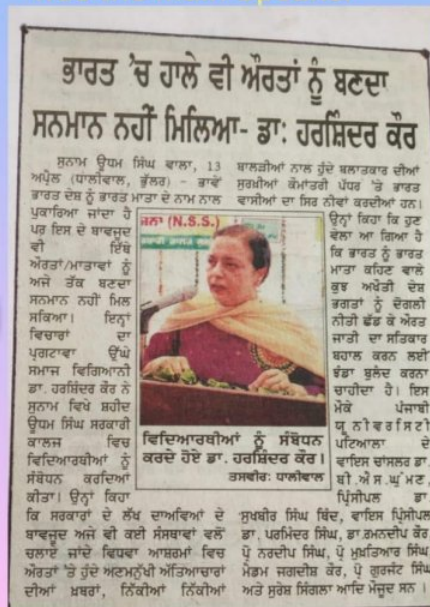 ਭਾਰਤ 'ਚ ਹਾਲੇ ਵੀ ਔਰਤਾਂ ਨੂੰ ਬਣਦਾ
ਸਨਮਾਨ ਨਹੀਂ ਮਿਲਿਆ- ਡਾ: ਹਰਸ਼ਿੰਦਰ ਕੌਰ
ਸੁਨਾਮ ਊਧਮ ਸਿੰਘ ਵਾਲਾ, 13
ਅਪ੍ਰੈਲ (ਧਾਲੀਵਾਲ, ਭੁੱਲਰ) - ਭਾਵੇਂ
ਭਾਰਤ ਦੇਸ਼ ਨੂੰ ਭਾਰਤ ਮਾਤਾ ਦੇ ਨਾਮ ਨਾਲ
ਪੁਕਾਰਿਆ ਜਾਂਦਾ ਹੈ
ਪਰ ਇਸ ਦੇ ਬਾਵਜੂਦ
ਵੀ ਇੱਥੇ
ਔਰਤਾਂ/ਮਾਤਾਵਾਂ ਨੂੰ
ਅਜੇ ਤੱਕ ਬਣਦਾ
ਸਨਮਾਨ ਨਹੀਂ ਮਿਲ
ਸਕਿਆ। ਇਨ੍ਹਾਂ
ਵਿਚਾਰਾਂ ਦਾ
ਪ੍ਰਗਟਾਵਾ ਉੱਘੇ
ਸਮਾਜ ਵਿਗਿਆਨੀ
ਡਾ. ਹਰਸ਼ਿੰਦਰ ਕੌਰ ਨੇ
ਸੁਨਾਮ ਵਿਖੇ ਸ਼ਹੀਦ
ਊਧਮ ਸਿੰਘ ਸਰਕਾਰੀ
ਕਾਲਜ ਵਿਚ
ਵਿਦਿਆਰਥੀਆਂ ਨੂੰ
ਸੰਬੋਧਨ ਕਰਦਿਆਂ
ਕੀਤਾ। ਉਨ੍ਹਾਂ ਕਿਹਾ
ਕਿ ਸਰਕਾਰਾਂ ਦੇ ਲੱਖ ਦਾਅਵਿਆਂ ਦੇ
ਬਾਵਜੂਦ ਅਜੇ ਵੀ ਕਈ ਸੰਸਥਾਵਾਂ ਵਲੋਂ
ਚਲਾਏ ਜਾਂਦੇ ਵਿਧਵਾ ਆਸ਼ਰਮਾਂ ਵਿਚ
ਔਰਤਾਂ 'ਤੇ ਹੁੰਦੇ ਅਣਮਨੁੱਖੀ ਅੱਤਿਆਚਾਰਾਂ
ਦੀਆਂ ਖ਼ਬਰਾਂ, ਨਿੱਕੀਆਂ ਨਿੱਕੀਆਂ
ਬਾਲੜੀਆਂ ਨਾਲ ਹੁੰਦੇ ਬਲਾਤਕਾਰ ਦੀਆਂ
ਸੁਰਖ਼ੀਆਂ ਕੌਮਾਂਤਰੀ ਪੱਧਰ 'ਤੇ ਭਾਰਤ
ਵਾਸੀਆਂ ਦਾ ਸਿਰ ਨੀਵਾਂ ਕਰਦੀਆਂ ਹਨ।
ਉਨ੍ਹਾਂ ਕਿਹਾ ਕਿ ਹੁਣ
ਵੇਲਾ ਆ ਗਿਆ ਹੈ
ਕਿ ਭਾਰਤ ਨੂੰ ਭਾਰਤ
ਮਾਤਾ ਕਹਿਣ ਵਾਲੇ
ਕੁਝ ਅਖੌਤੀ ਦੇਸ਼
ਭਗਤਾਂ ਨੂੰ ਦੋਗਲੀ
ਨੀਤੀ ਛੱਡ ਕੇ ਔਰਤ
ਜਾਤੀ ਦਾ ਸਤਿਕਾਰ
ਬਹਾਲ ਕਰਨ ਲਈ
ਝੰਡਾ ਬੁਲੰਦ ਕਰਨਾ
ਚਾਹੀਦਾ ਹੈ। ਇਸ
ਮੌਕੇ ਪੰਜਾਬੀ
ਯੂਨੀਵਰਸਿਟੀ
ਪਟਿਆਲਾ ਦੇ
ਵਾਇਸ ਚਾਂਸਲਰ ਡਾ.
ਬੀ.ਐਸ.ਘੁੰਮਣ,
ਪ੍ਰਿੰਸੀਪਲ ਡਾ.
ਸੁਖਬੀਰ ਸਿੰਘ ਥਿੰਦ, ਵਾਇਸ ਪ੍ਰਿੰਸੀਪਲ
ਡਾ. ਪਰਮਿੰਦਰ ਸਿੰਘ, ਡਾ.ਰਮਨਦੀਪ ਕੌਰ,
ਪ੍ਰੋ ਨਰਦੀਪ ਸਿੰਘ, ਪ੍ਰੋ ਮੁਖ਼ਤਿਆਰ ਸਿੰਘ,
ਮੈਡਮ ਜਗਦੀਸ਼ ਕੌਰ, ਪ੍ਰੋ ਗੁਰਜੰਟ ਸਿੰਘ
ਅਤੇ ਸੁਰੇਸ਼ ਸਿੰਗਲਾ ਆਦਿ ਮੌਜੂਦ ਸਨ।
ਜਨਾ (N.S.S.)
ਵਿਦਿਆਰਥੀਆਂ ਨੂੰ ਸੰਬੋਧਨ
ਕਰਦੇ ਹੋਏ ਡਾ. ਹਰਸ਼ਿੰਦਰ ਕੌਰ।
ਤਸਵੀਰ: ਧਾਲੀਵਾਲ